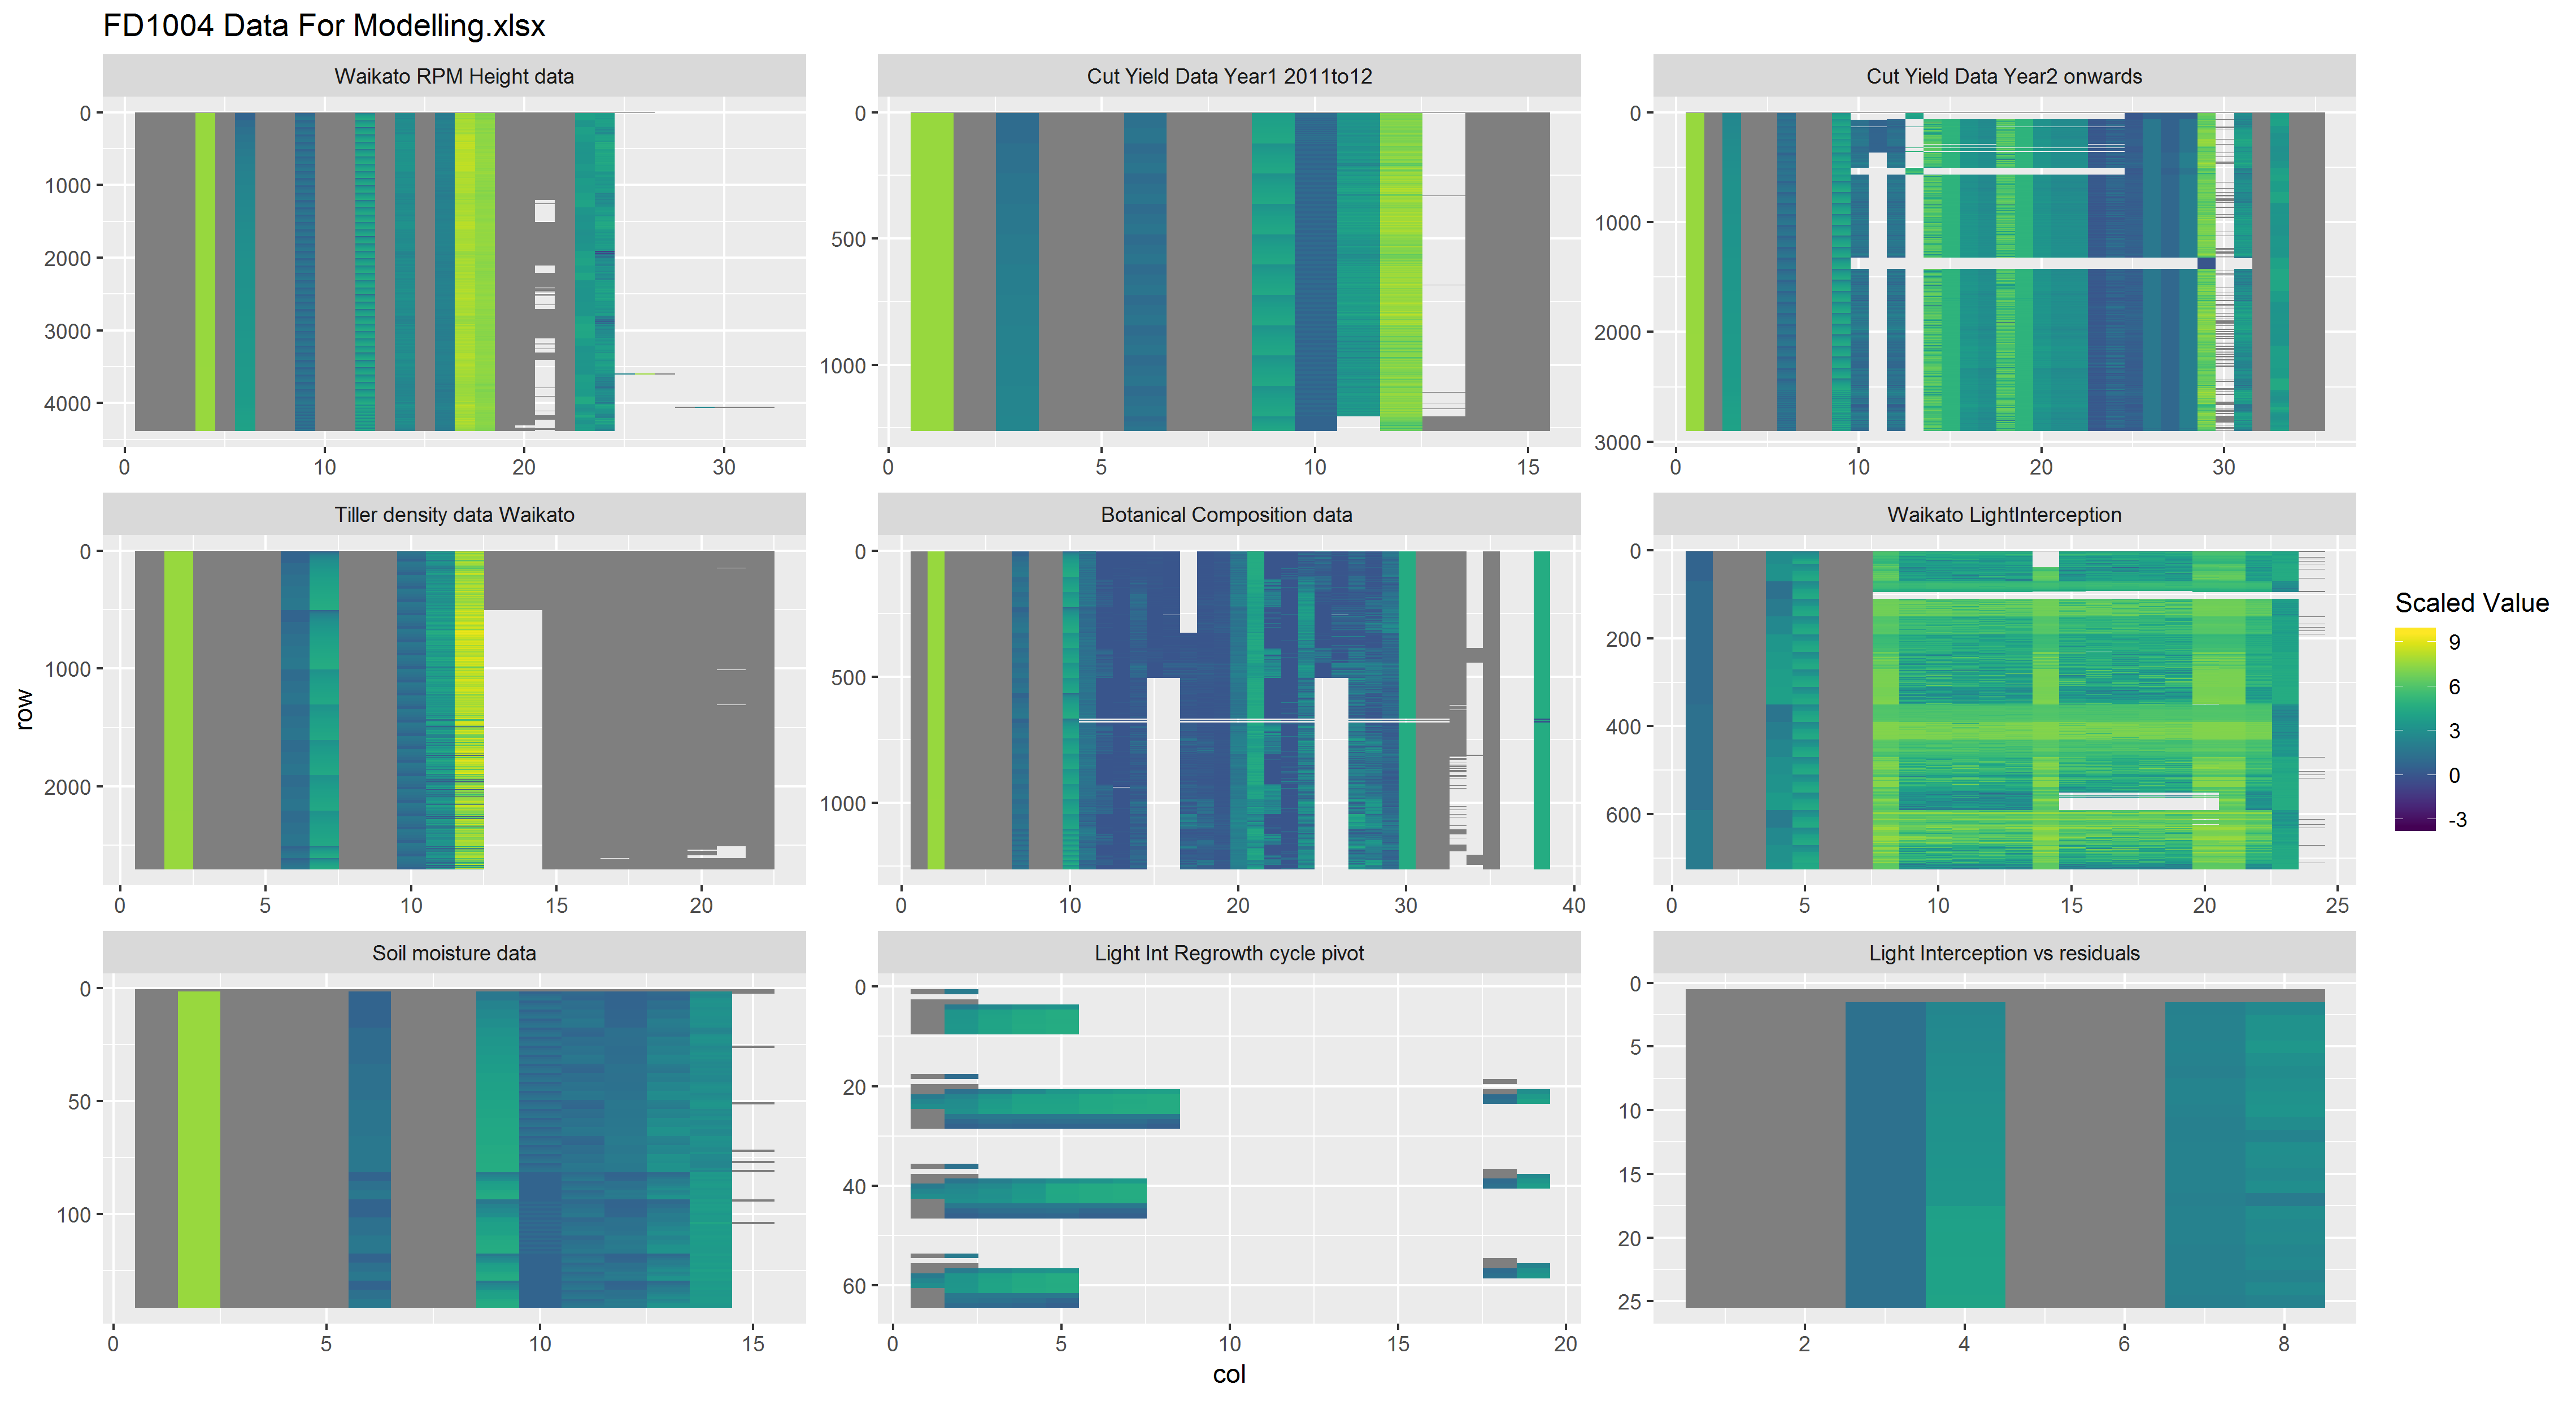 FD1004 Data For Modelling.xlsx
Waikato RPM Height data
Cut Yield Data Year1 2011to12
Cut Yield Data Year2 onwards
0
1000
2000
3000
4000
0 10 20 30
0
500
1000
0 5 10 15
0
1000
2000
3000
0 10 20 30
Tiller density data Waikato
Botanical Composition data
Waikato LightInterception
0
1000
2000
0 5 10 15 20
0
500
1000
0 10 20 30 40
0
200
400
600
0 5 10 15 20 25
Soil moisture data
Light Int Regrowth cycle pivot
Light Interception vs residuals
0
50
100
0 5 10 15
0
20
40
60
0 5 10 15 20
0
5
10
15
20
25
2 4 6 8
row
col
Scaled Value
9
6
3
0
-3